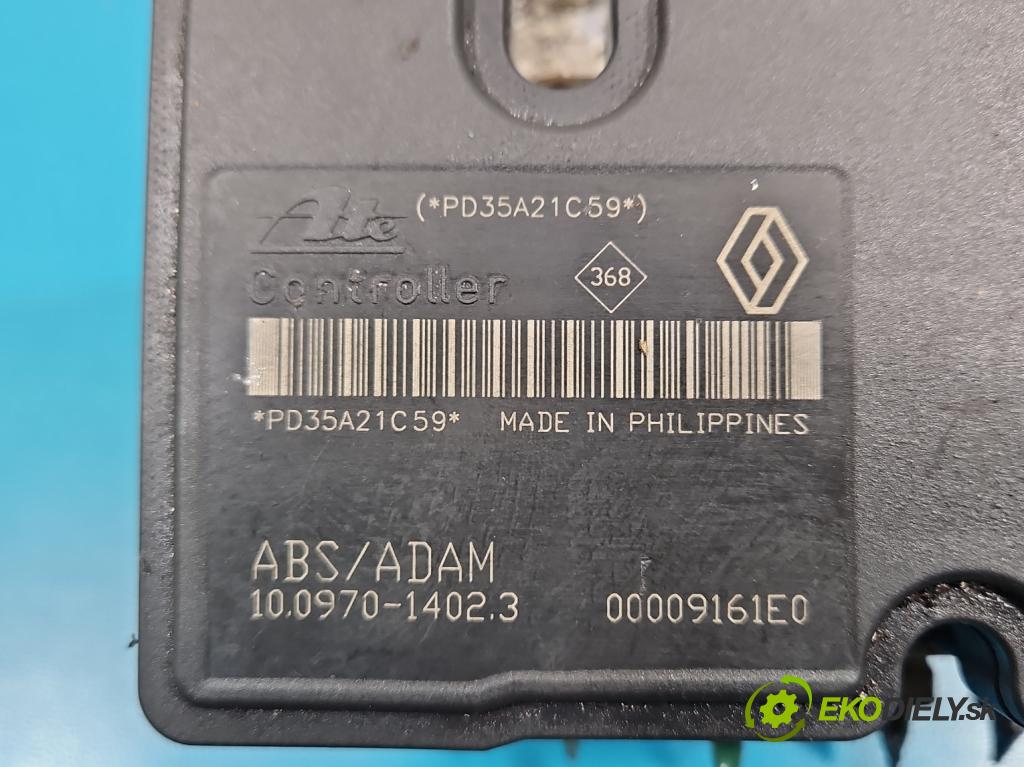 Ate (*PD35A21C59*)
Controller 368
*PD35A21C59* MADE IN PHILIPPINES
ABS/ADAM
10.0970-1402.3 00009161E0
EKODIELY.SK